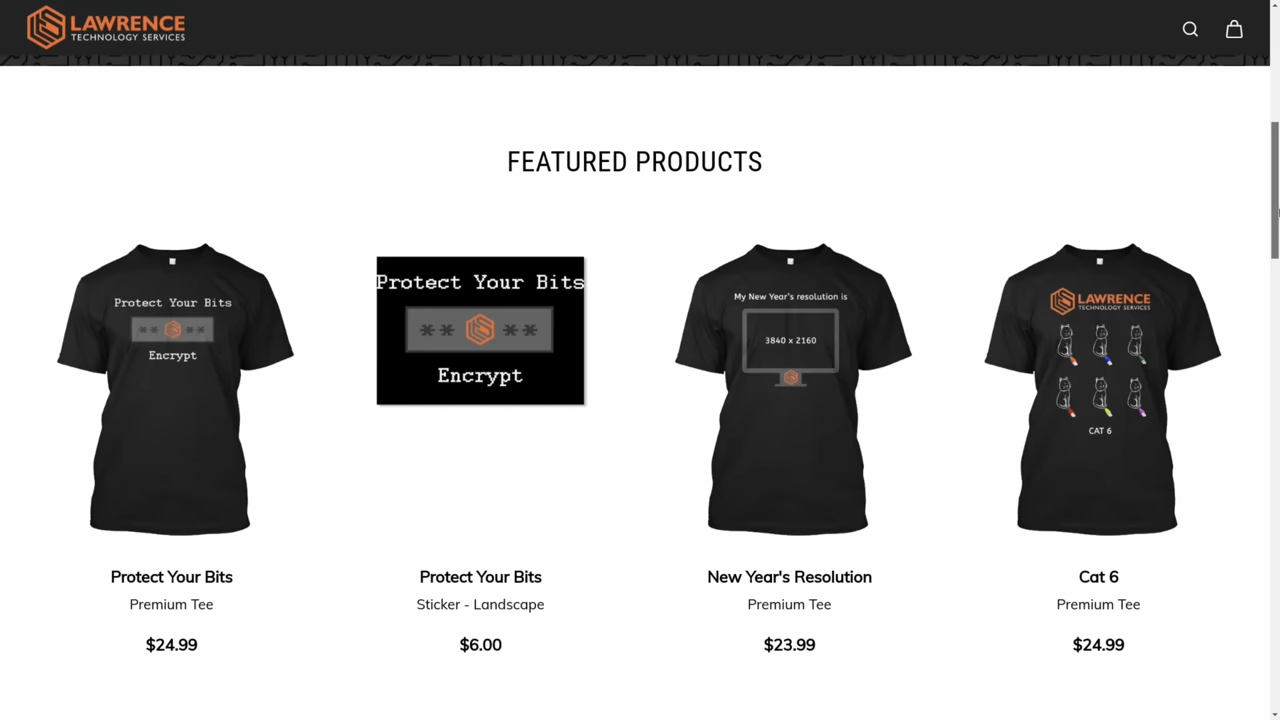 LAWRENCE
TECHNOLOGY SERVICES
FEATURED PRODUCTS
Protect Your Bits
** **
Encrypt
Protect Your Bits
** **
Encrypt
My New Year's resolution is
3840 x 2160
LAWRENCE
TECHNOLOGY SERVICES
CAT 6
Protect Your Bits
Premium Tee
$24.99
Protect Your Bits
Sticker - Landscape
$6.00
New Year's Resolution
Premium Tee
$23.99
Cat 6
Premium Tee
$24.99